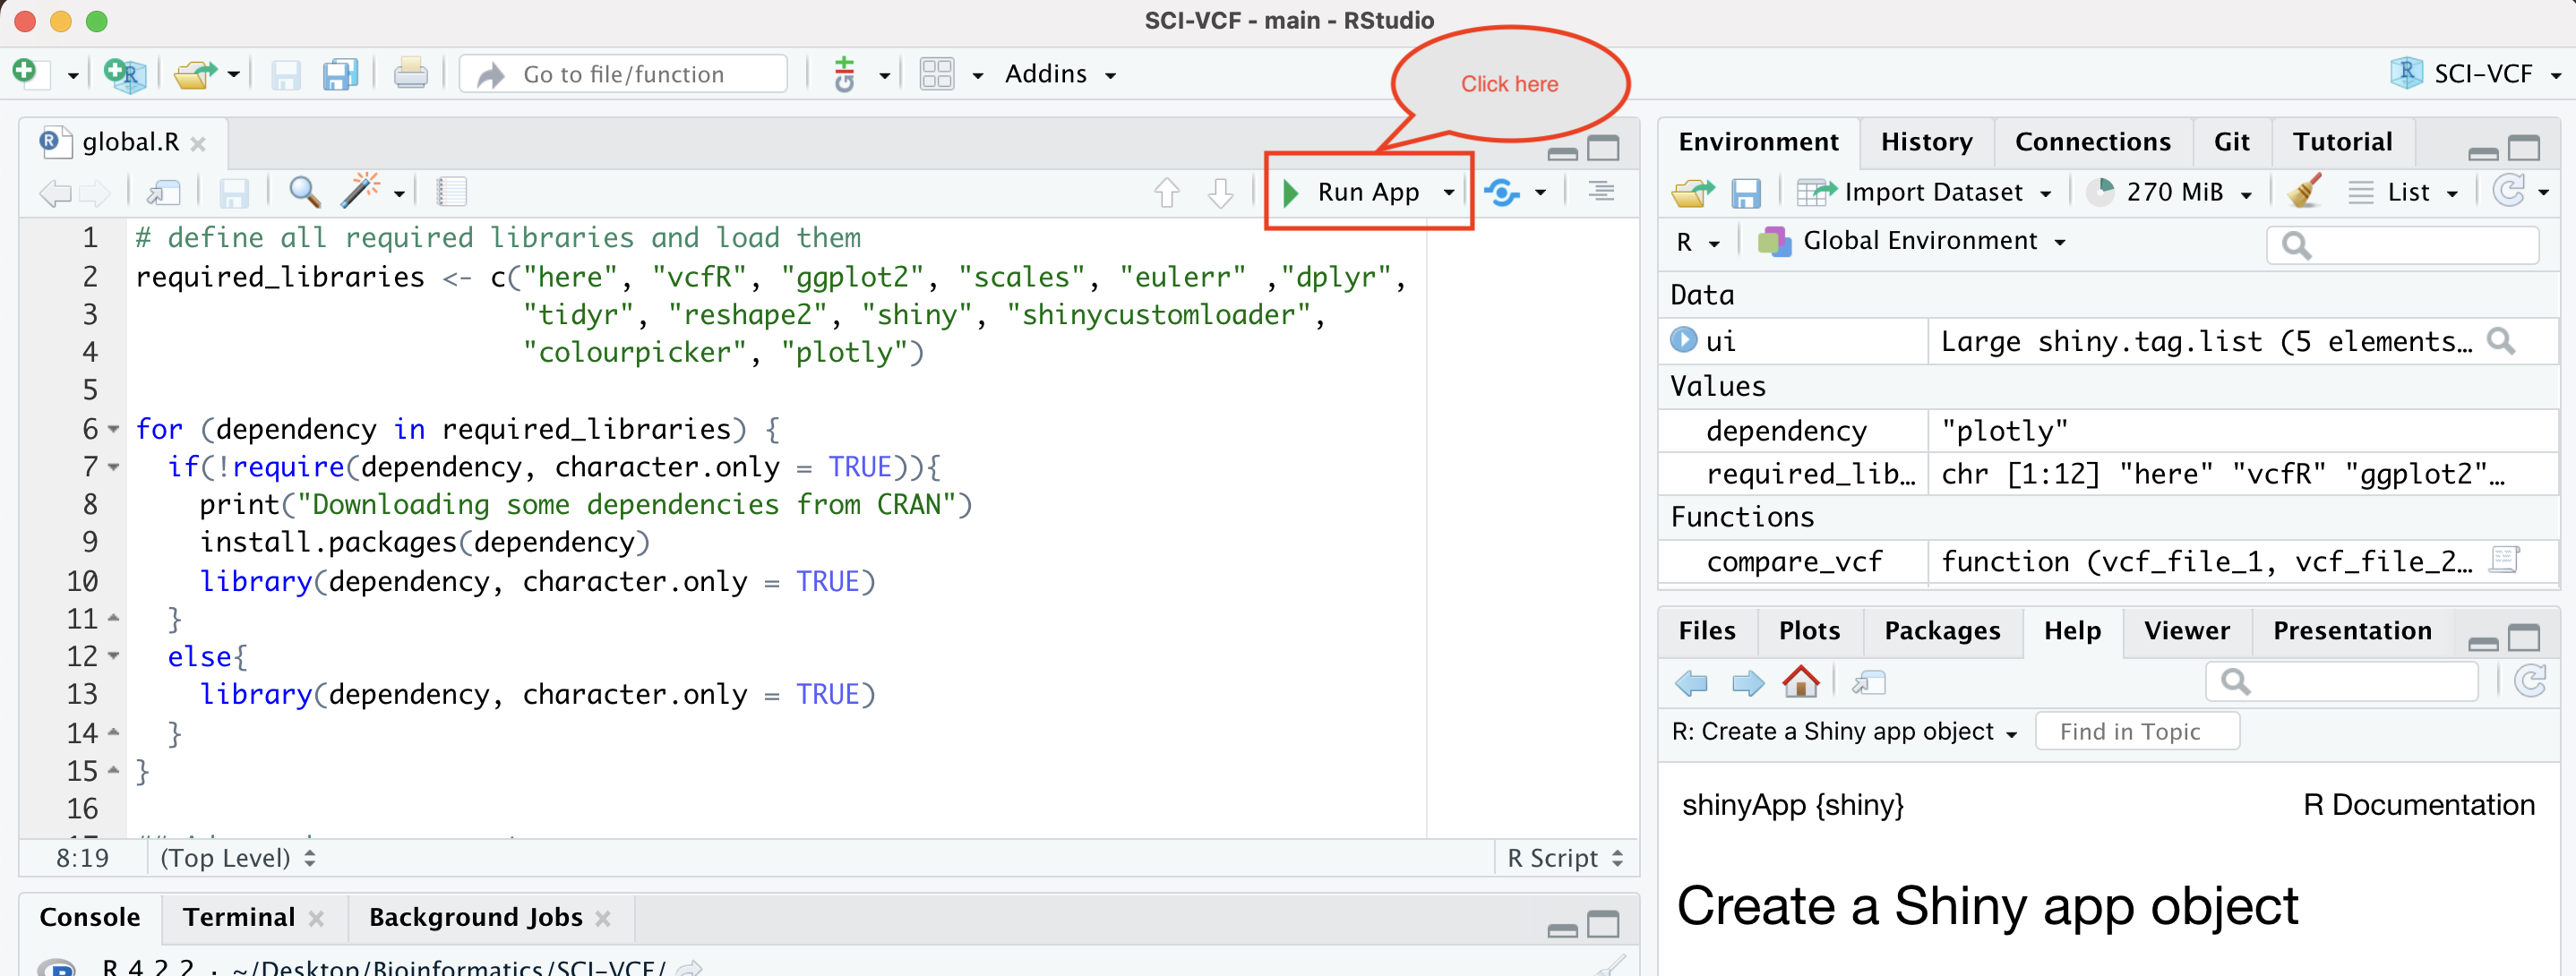 SCI-VCF - main - RStudio
Go to file/function
Addins
SCI-VCF
Click here
global.R
Run App
1 # define all required libraries and load them
2 required_libraries <- c("here", "vcfR", "ggplot2", "scales", "eulerr" ,"dplyr",
3 "tidyr", "reshape2", "shiny", "shinycustomloader",
4 "colourpicker", "plotly")
5
6 for (dependency in required_libraries) {
7 if(!require(dependency, character.only = TRUE)){
8 print("Downloading some dependencies from CRAN")
9 install.packages(dependency)
10 library(dependency, character.only = TRUE)
11 }
12 else{
13 library(dependency, character.only = TRUE)
14 }
15 }
16
8:19 (Top Level) R Script
Console Terminal Background Jobs
R 4.2.2 · ~/Desktop/Bioinformatics/SCI-VCF/
Environment History Connections Git Tutorial
Import Dataset 270 MiB List
R Global Environment
Data
ui Large shiny.tag.list (5 elements…
Values
dependency "plotly"
required_lib… chr [1:12] "here" "vcfR" "ggplot2"…
Functions
compare_vcf function (vcf_file_1, vcf_file_2…
Files Plots Packages Help Viewer Presentation
R: Create a Shiny app object Find in Topic
shinyApp {shiny} R Documentation
Create a Shiny app object